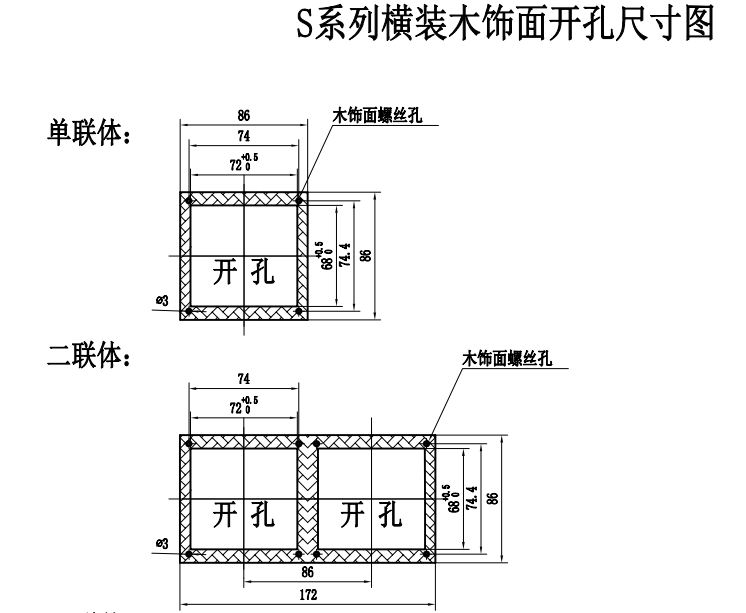 S系列横装木饰面开孔尺寸图
单联体：
86
木饰面螺丝孔
74
72 +0.5 0
开 孔
68 +0.5 0
74.4
86
ø3
二联体：
木饰面螺丝孔
74
72 +0.5 0
开 孔
开 孔
68 +0.5 0
74.4
86
ø3
86
172